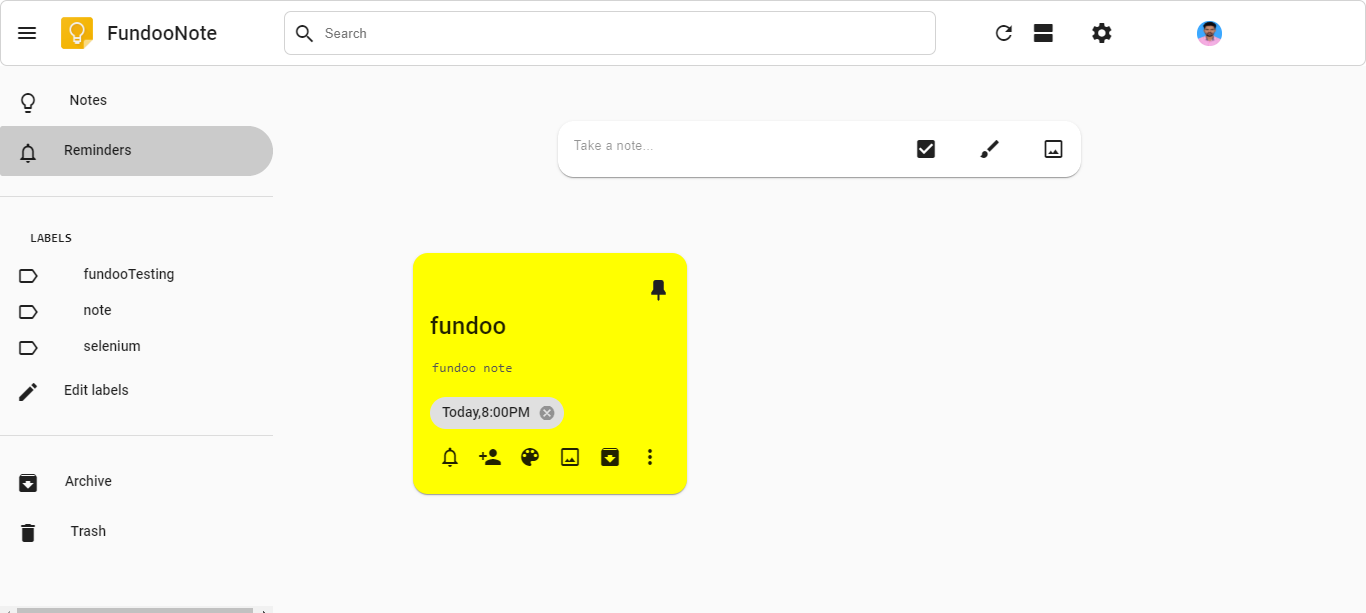 FundooNote
Search
Notes
Reminders
LABELS
fundooTesting
note
selenium
Edit labels
Archive
Trash
Take a note...
fundoo
fundoo note
Today,8:00PM